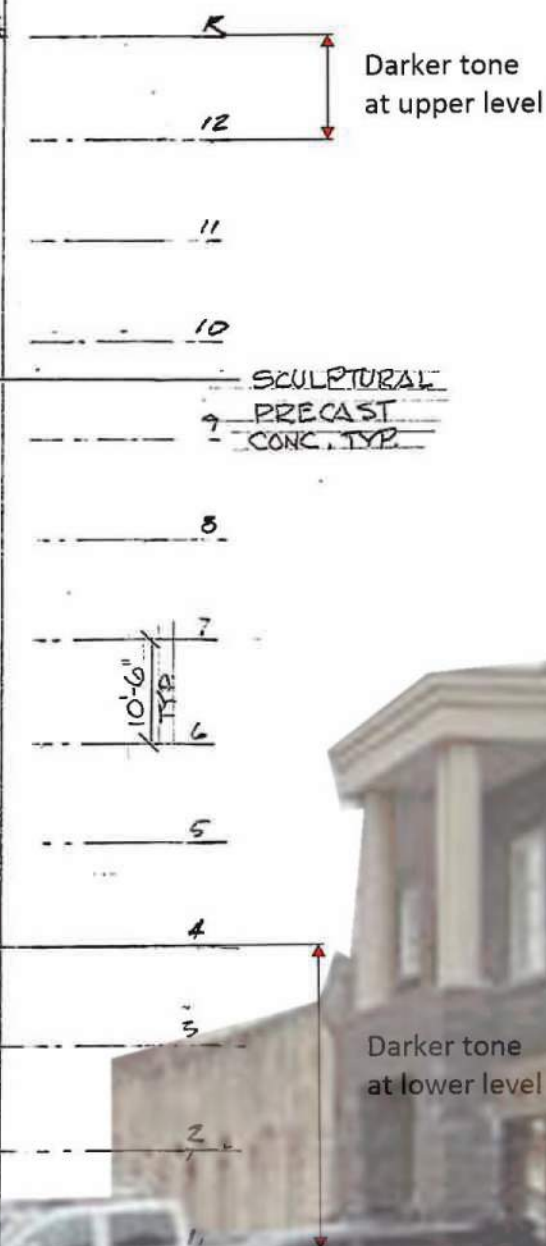 R
Darker tone
at upper level
12
11
10
SCULPTURAL
9 PRECAST
CONC. TYP.
8
7
10'-6"
TYP.
6
5
4
3
Darker tone
at lower level
2
1